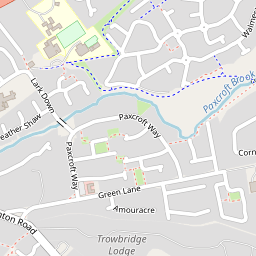 Lark Down
eather Shaw
Paxcroft Way
Paxcroft Way
Paxcroft Brook
Green Lane
Amouracre
Corn
ton Road
Trowbridge
Lodge